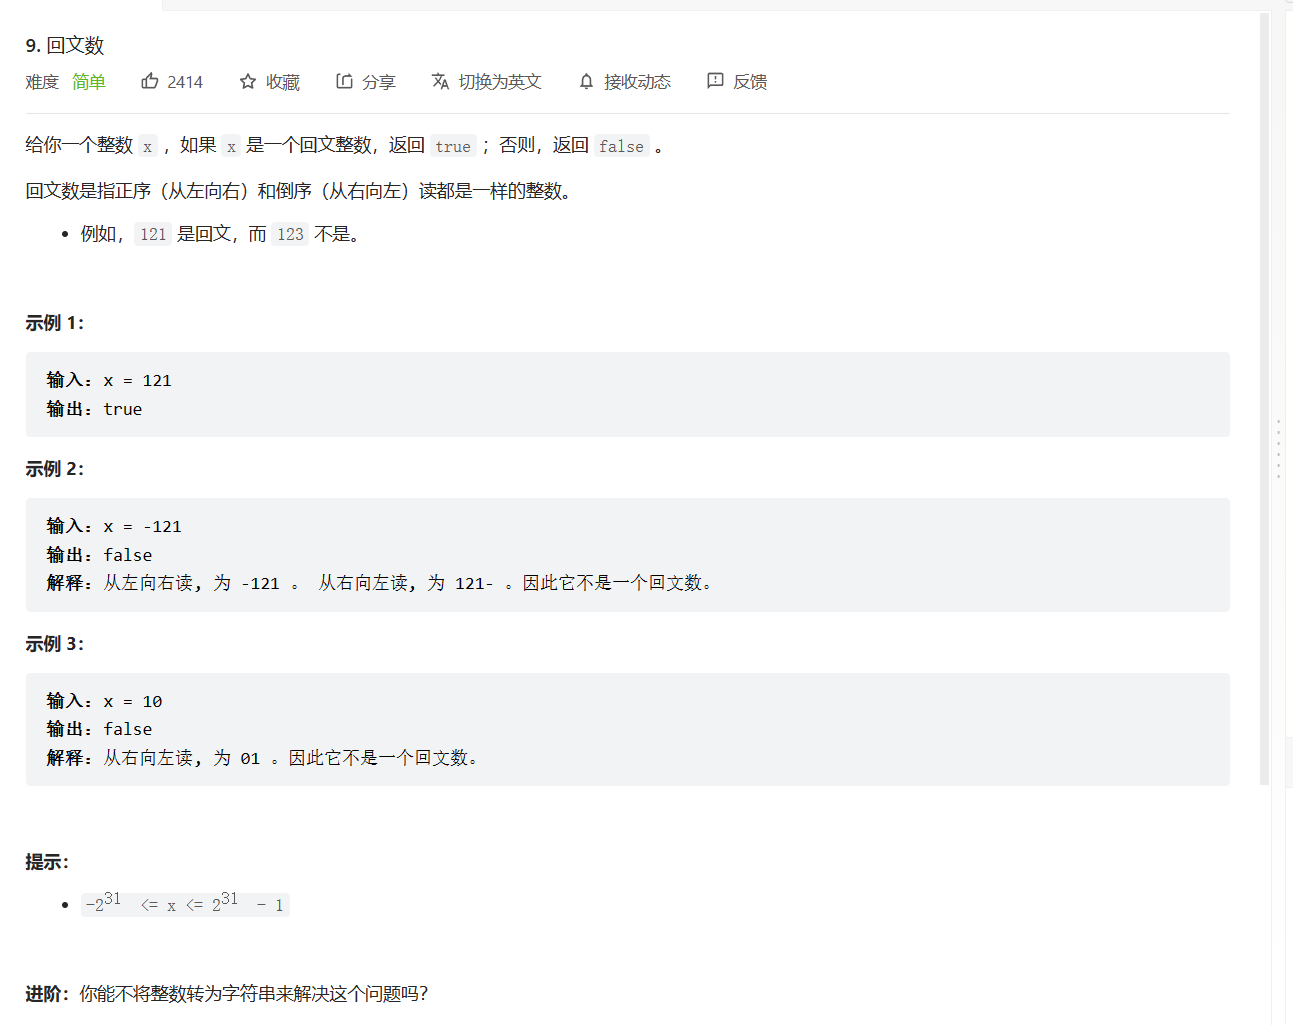 9. 回文数
难度 简单 2414 收藏 分享 切换为英文 接收动态 反馈
给你一个整数 x ，如果 x 是一个回文整数，返回 true ；否则，返回 false 。
回文数是指正序（从左向右）和倒序（从右向左）读都是一样的整数。
• 例如，121 是回文，而 123 不是。
示例 1：
输入：x = 121
输出：true
示例 2：
输入：x = -121
输出：false
解释：从左向右读, 为 -121 。 从右向左读, 为 121- 。因此它不是一个回文数。
示例 3：
输入：x = 10
输出：false
解释：从右向左读, 为 01 。因此它不是一个回文数。
提示：
• -2^31 <= x <= 2^31 - 1
进阶：你能不将整数转为字符串来解决这个问题吗？